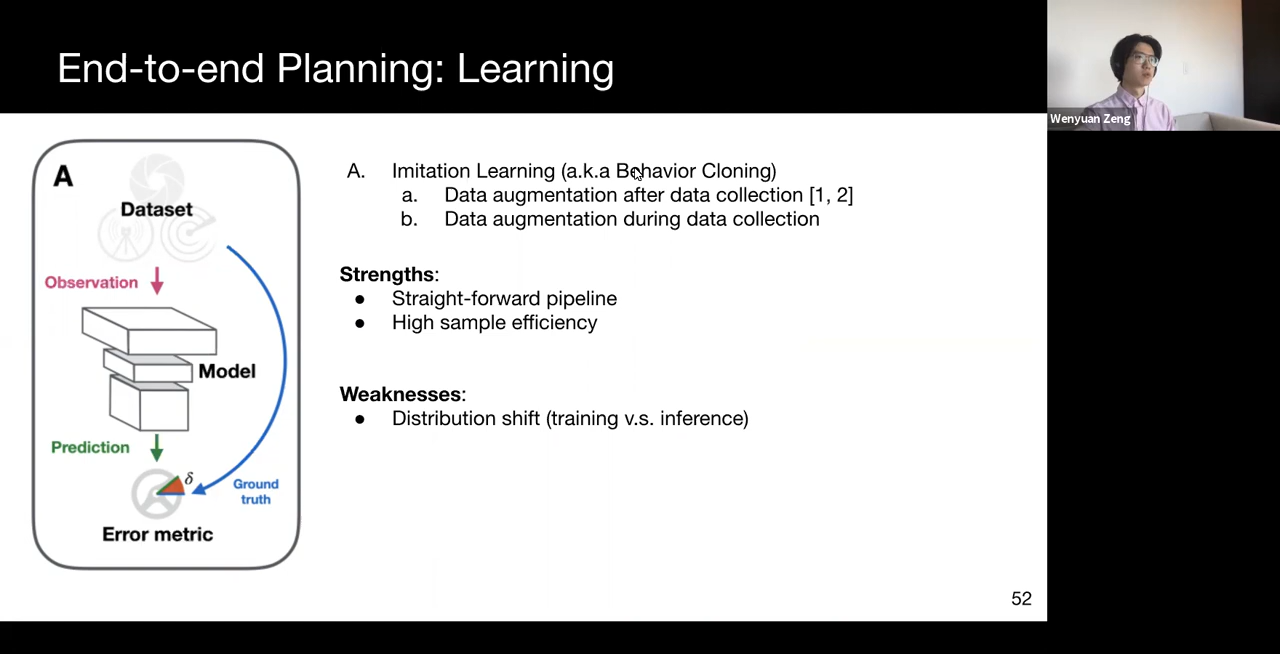 End-to-end Planning: Learning
Wenyuan Zeng
A
Dataset
Observation
Model
Prediction
δ
Ground
truth
Error metric
A. Imitation Learning (a.k.a Behavior Cloning)
a. Data augmentation after data collection [1, 2]
b. Data augmentation during data collection
Strengths:
● Straight-forward pipeline
● High sample efficiency
Weaknesses:
● Distribution shift (training v.s. inference)
52